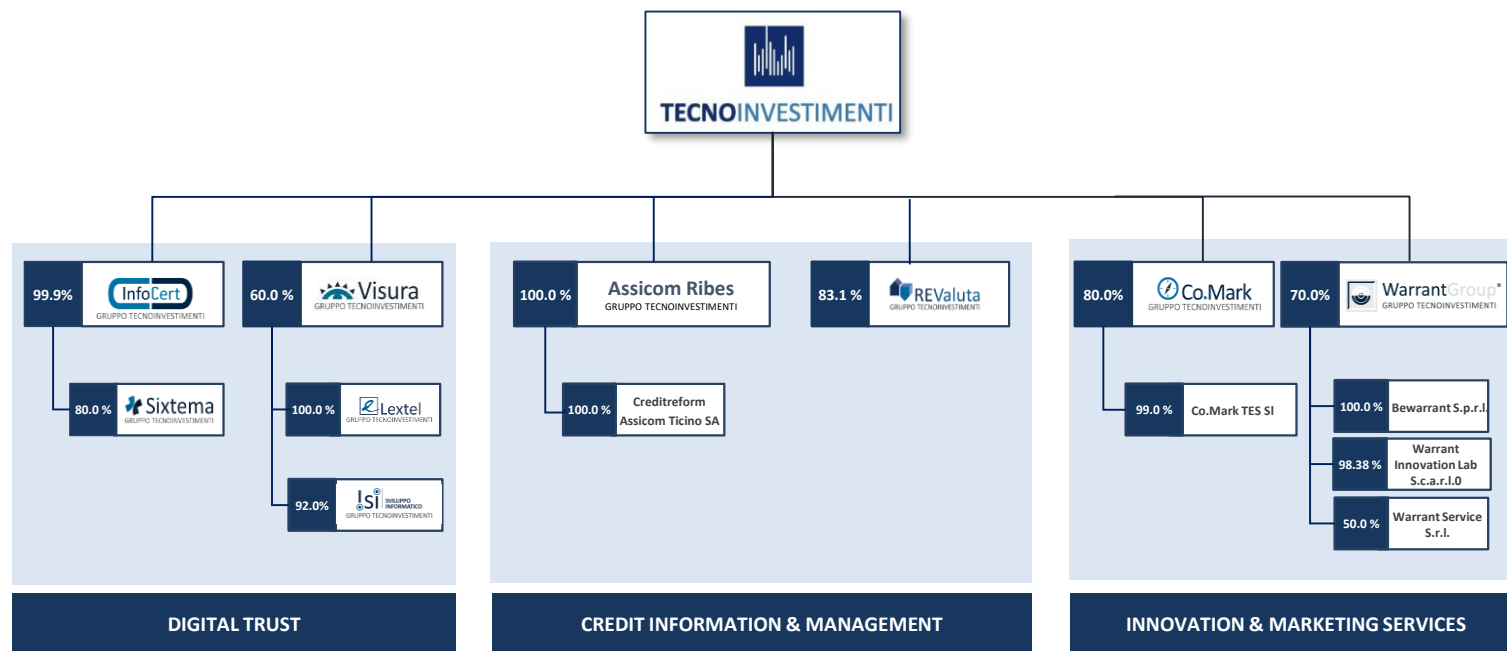 TECNOINVESTIMENTI
99.9%
InfoCert
GRUPPO TECNOINVESTIMENTI
80.0 %
Sixtema
GRUPPO TECNOINVESTIMENTI
60.0 %
Visura
GRUPPO TECNOINVESTIMENTI
100.0 %
Lextel
GRUPPO TECNOINVESTIMENTI
92.0%
Isi SVILUPPO
INFORMATICO
GRUPPO TECNOINVESTIMENTI
DIGITAL TRUST
100.0 %
Assicom Ribes
GRUPPO TECNOINVESTIMENTI
100.0 %
Creditreform
Assicom Ticino SA
83.1 %
REValuta
GRUPPO TECNOINVESTIMENTI
CREDIT INFORMATION & MANAGEMENT
80.0%
Co.Mark
GRUPPO TECNOINVESTIMENTI
99.0 %
Co.Mark TES Sl
70.0%
WarrantGroup
GRUPPO TECNOINVESTIMENTI
100.0 %
Bewarrant S.p.r.l.
98.38 %
Warrant
Innovation Lab
S.c.a.r.l.0
50.0 %
Warrant Service
S.r.l.
INNOVATION & MARKETING SERVICES